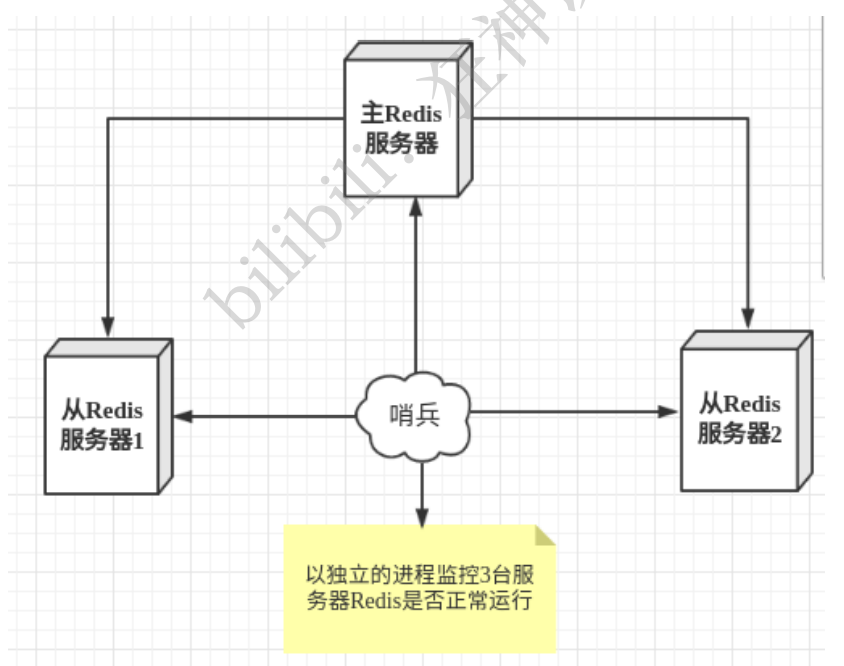 主Redis
服务器
bilibili:狂神
从Redis
服务器1
哨兵
从Redis
服务器2
以独立的进程监控3台服
务器Redis是否正常运行